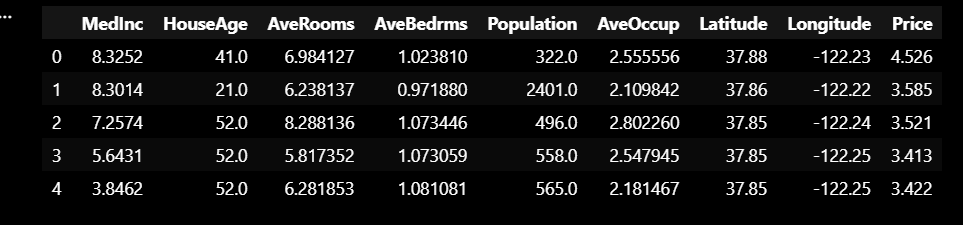 ...
MedInc HouseAge AveRooms AveBedrms Population AveOccup Latitude Longitude Price
0 8.3252 41.0 6.984127 1.023810 322.0 2.555556 37.88 -122.23 4.526
1 8.3014 21.0 6.238137 0.971880 2401.0 2.109842 37.86 -122.22 3.585
2 7.2574 52.0 8.288136 1.073446 496.0 2.802260 37.85 -122.24 3.521
3 5.6431 52.0 5.817352 1.073059 558.0 2.547945 37.85 -122.25 3.413
4 3.8462 52.0 6.281853 1.081081 565.0 2.181467 37.85 -122.25 3.422